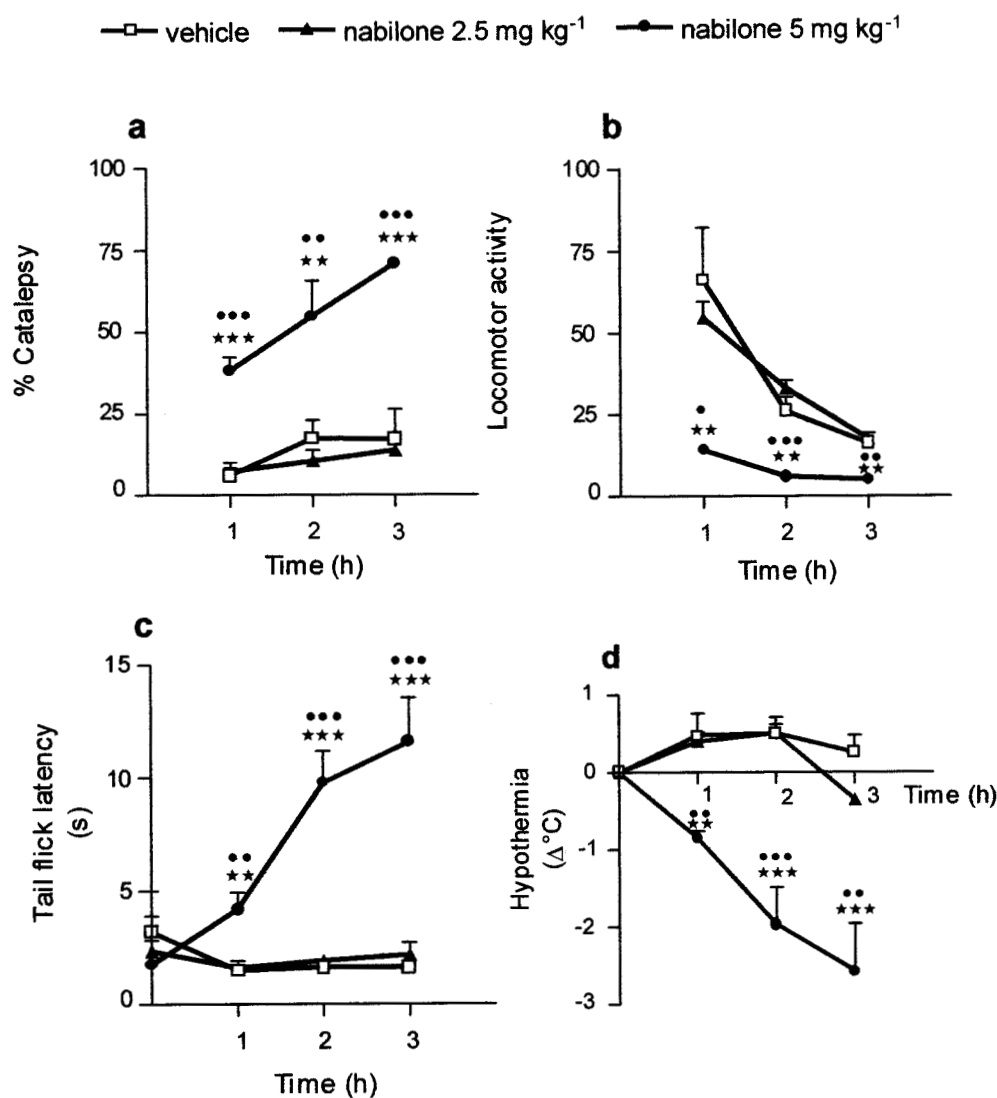 vehicle nabilone 2.5 mg kg⁻¹ nabilone 5 mg kg⁻¹
a
100
75
50
25
0
% Catalepsy
••• ★★★
•• ★★
••• ★★★
1 2 3
Time (h)
b
100
75
50
25
0
Locomotor activity
• ★★
••• ★★
•• ★★
1 2 3
Time (h)
c
15
10
5
0
Tail flick latency
(s)
•• ★★
••• ★★★
••• ★★★
1 2 3
Time (h)
d
1
0
-1
-2
-3
Hypothermia
(Δ°C)
1 2 3 Time (h)
•• ★★
••• ★★★
•• ★★★